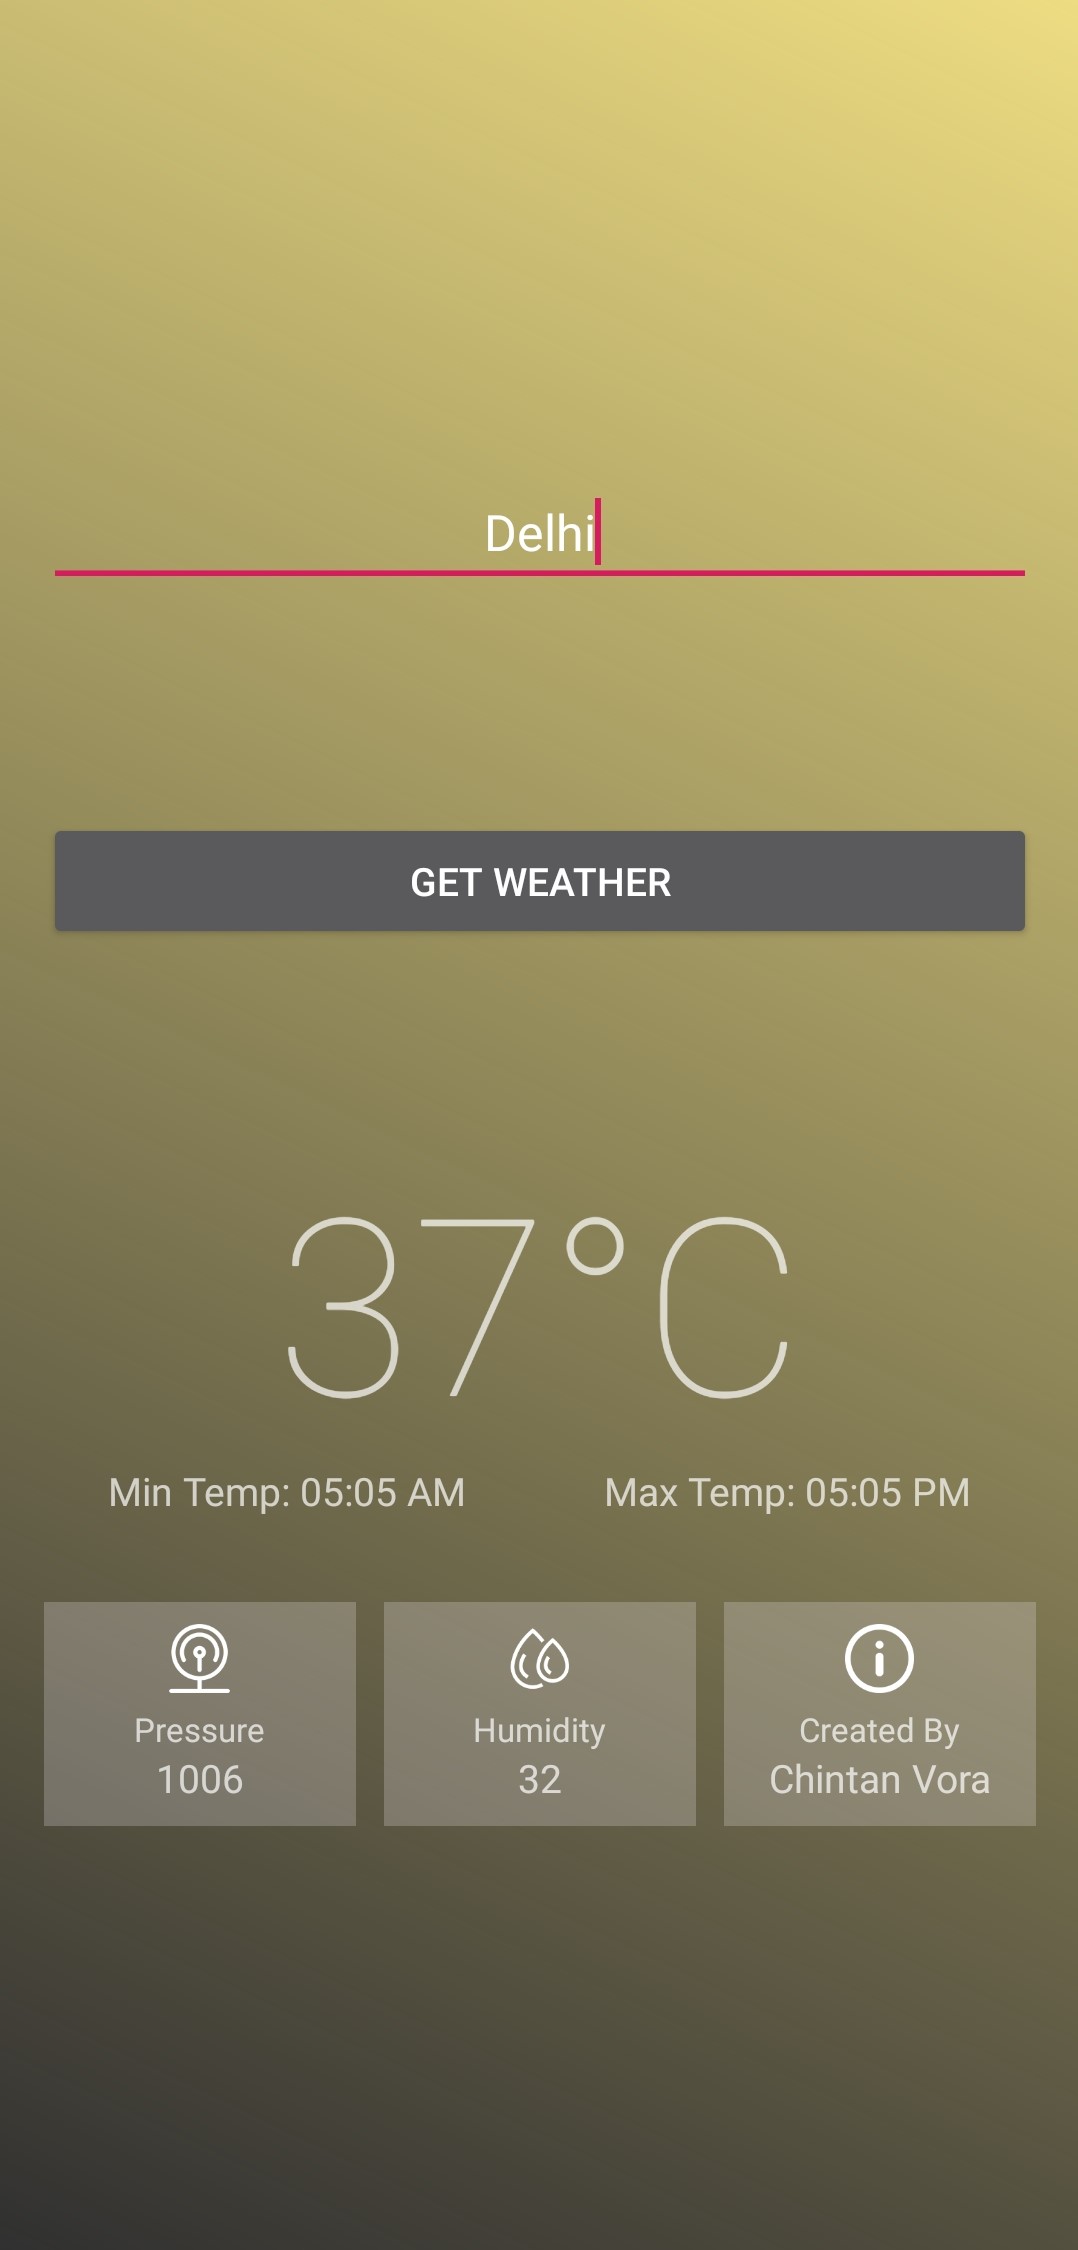 Delhi
GET WEATHER
37°C
Min Temp: 05:05 AM
Max Temp: 05:05 PM
Pressure
1006
Humidity
32
Created By
Chintan Vora